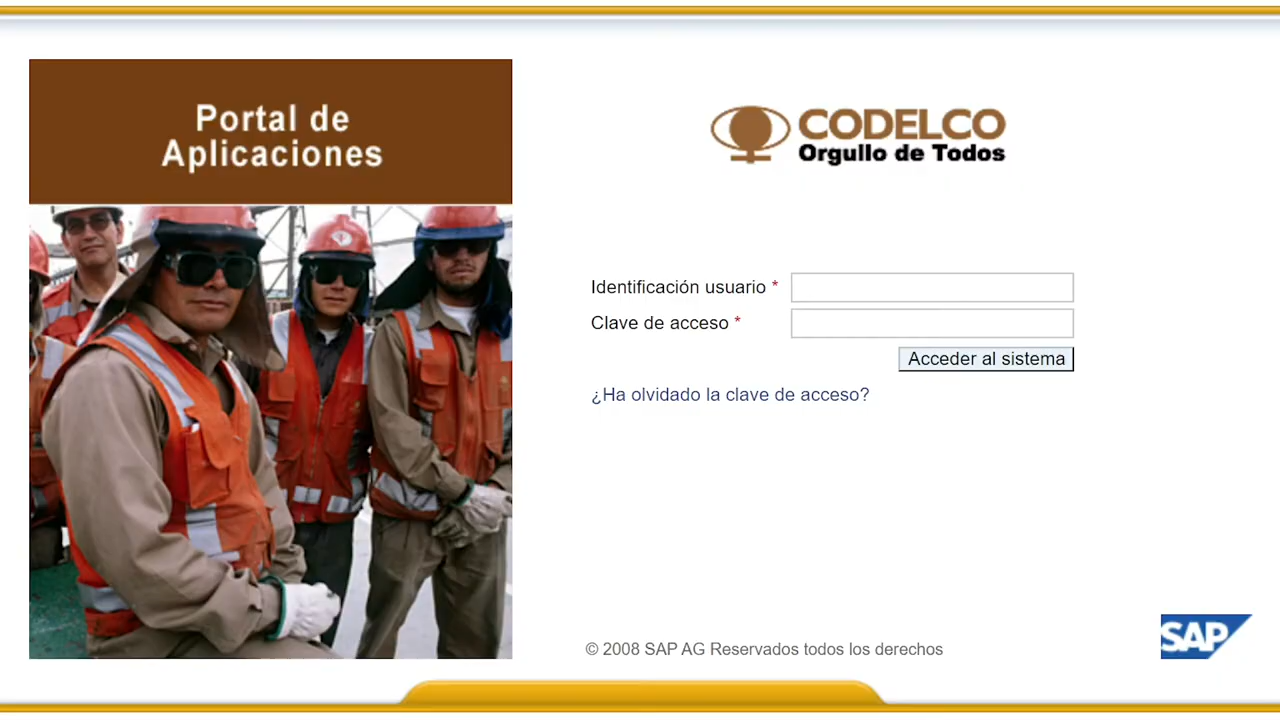 Portal de
Aplicaciones
CODELCO
Orgullo de Todos
Identificación usuario *
Clave de acceso *
Acceder al sistema
¿Ha olvidado la clave de acceso?
© 2008 SAP AG Reservados todos los derechos
SAP